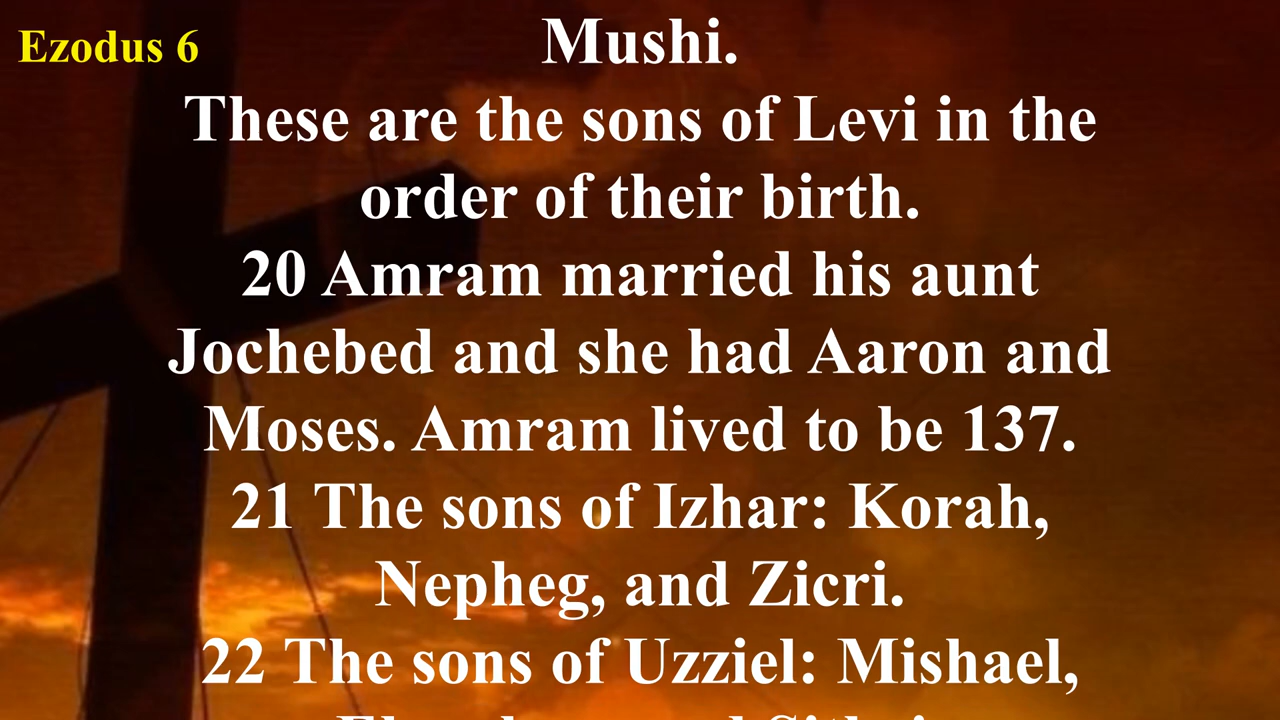 Ezodus 6
Mushi.
These are the sons of Levi in the
order of their birth.
20 Amram married his aunt
Jochebed and she had Aaron and
Moses. Amram lived to be 137.
21 The sons of Izhar: Korah,
Nepheg, and Zicri.
22 The sons of Uzziel: Mishael,